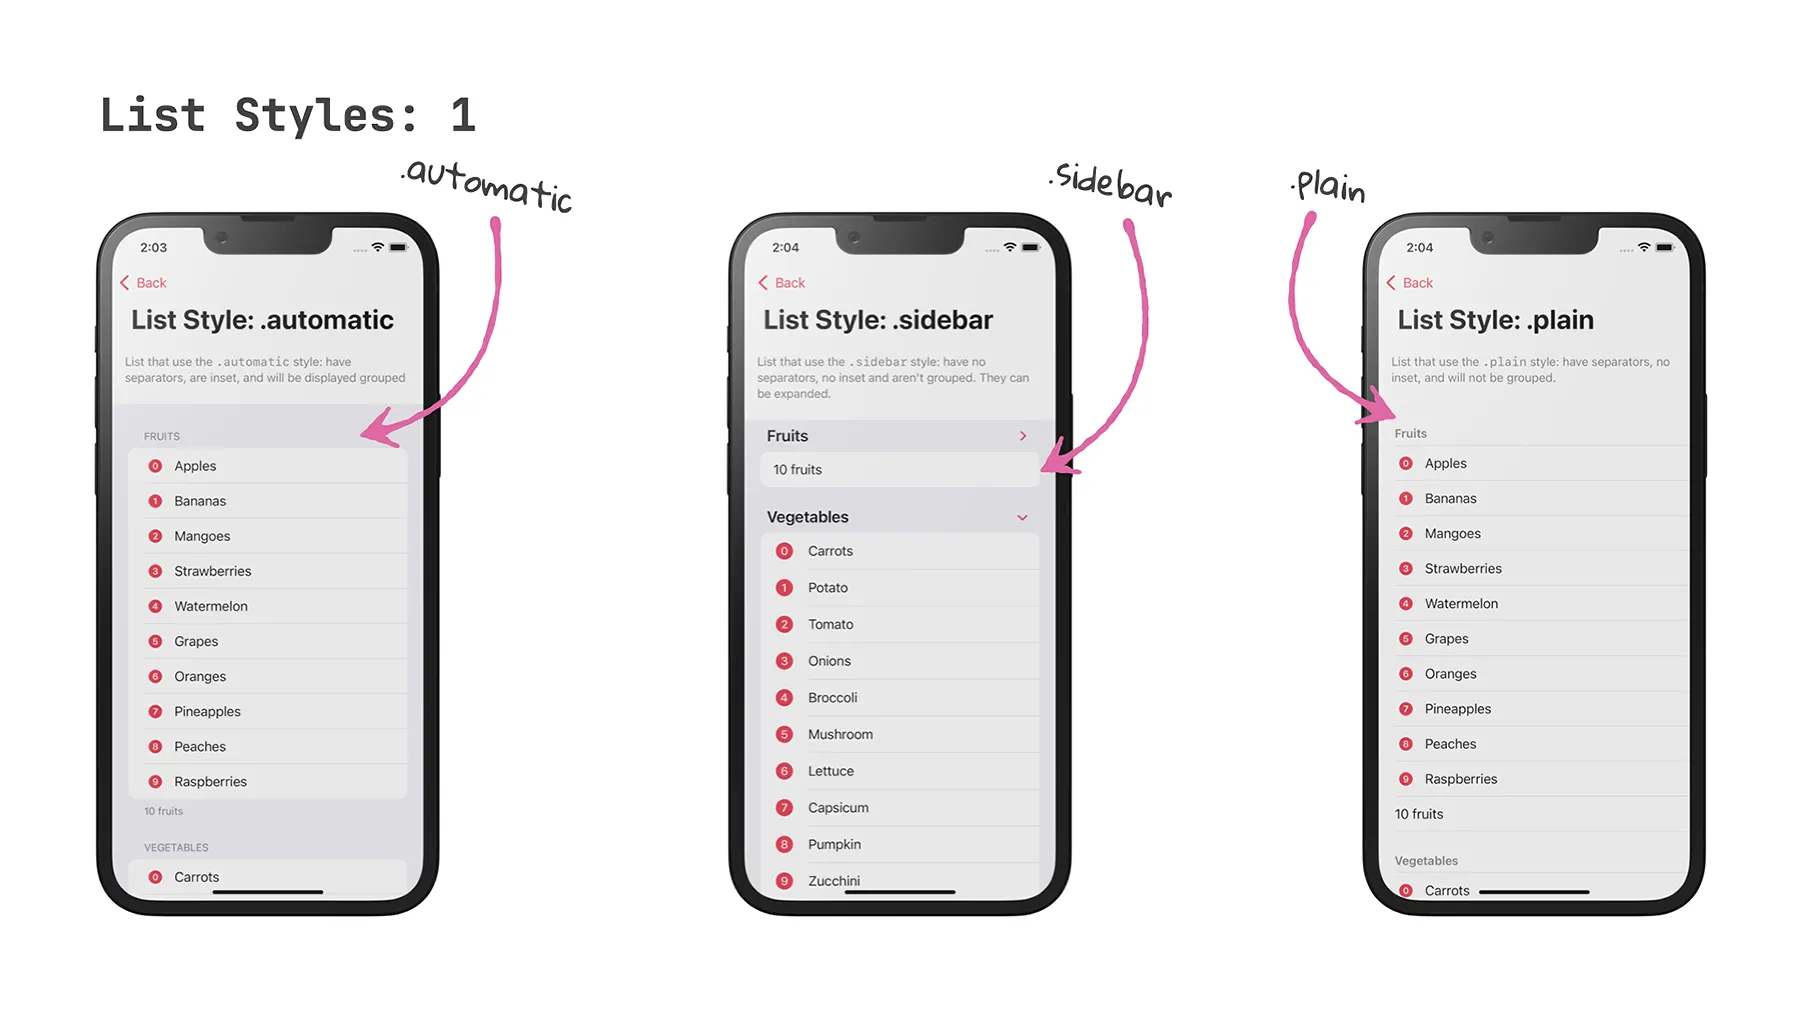 List Styles: 1
.automatic
2:03
Back
List Style: .automatic
List that use the .automatic style: have
separators, are inset, and will be displayed grouped
FRUITS
0 Apples
1 Bananas
2 Mangoes
3 Strawberries
4 Watermelon
5 Grapes
6 Oranges
7 Pineapples
8 Peaches
9 Raspberries
10 fruits
VEGETABLES
0 Carrots
.sidebar
2:04
Back
List Style: .sidebar
List that use the .sidebar style: have no
separators, no inset and aren't grouped. They can
be expanded.
Fruits
10 fruits
Vegetables
0 Carrots
1 Potato
2 Tomato
3 Onions
4 Broccoli
5 Mushroom
6 Lettuce
7 Capsicum
8 Pumpkin
9 Zucchini
.plain
2:04
Back
List Style: .plain
List that use the .plain style: have separators, no
inset, and will not be grouped.
Fruits
0 Apples
1 Bananas
2 Mangoes
3 Strawberries
4 Watermelon
5 Grapes
6 Oranges
7 Pineapples
8 Peaches
9 Raspberries
10 fruits
Vegetables
0 Carrots